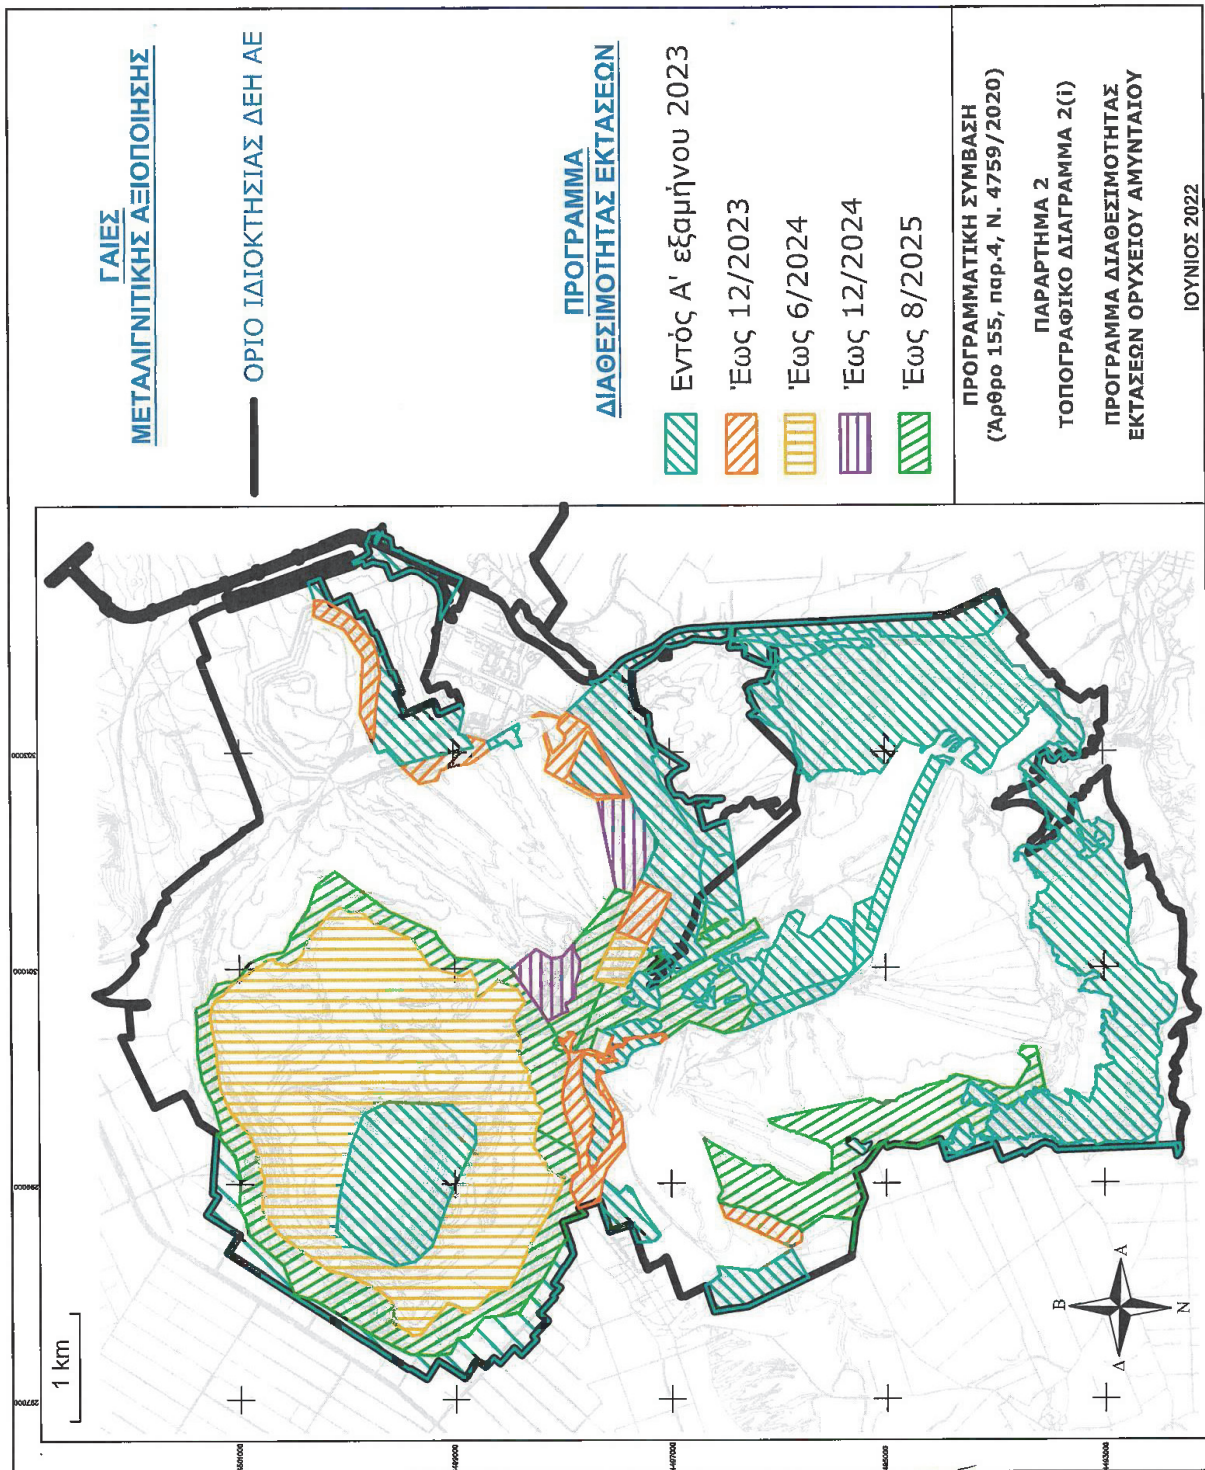 ΓΑΙΕΣ
ΜΕΤΑΛΙΓΝΙΤΙΚΗΣ ΑΞΙΟΠΟΙΗΣΗΣ
ΟΡΙΟ ΙΔΙΟΚΤΗΣΙΑΣ ΔΕΗ ΑΕ
ΠΡΟΓΡΑΜΜΑ
ΔΙΑΘΕΣΙΜΟΤΗΤΑΣ ΕΚΤΑΣΕΩΝ
Εντός Α' εξαμήνου 2023
Έως 12/2023
Έως 6/2024
Έως 12/2024
Έως 8/2025
ΠΡΟΓΡΑΜΜΑΤΙΚΗ ΣΥΜΒΑΣΗ
(Άρθρο 155, παρ.4, Ν. 4759/2020)
ΠΑΡΑΡΤΗΜΑ 2
ΤΟΠΟΓΡΑΦΙΚΟ ΔΙΑΓΡΑΜΜΑ 2(i)
ΠΡΟΓΡΑΜΜΑ ΔΙΑΘΕΣΙΜΟΤΗΤΑΣ
ΕΚΤΑΣΕΩΝ ΟΡΥΧΕΙΟΥ ΑΜΥΝΤΑΙΟΥ
ΙΟΥΝΙΟΣ 2022
1 km
Β
Α
Δ
Ν